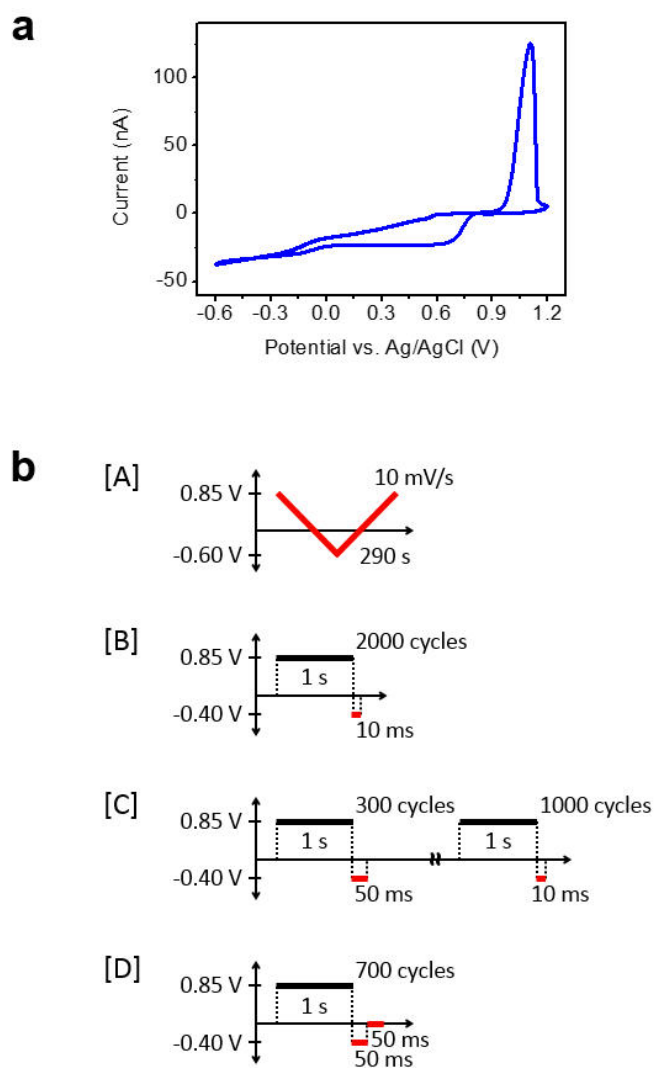 a
Current (nA)
100
50
0
-50
-0.6 -0.3 0.0 0.3 0.6 0.9 1.2
Potential vs. Ag/AgCl (V)
b
[A]
10 mV/s
0.85 V
-0.60 V
290 s
[B]
2000 cycles
0.85 V
1 s
-0.40 V
10 ms
[C]
300 cycles 1000 cycles
0.85 V
1 s 1 s
-0.40 V
50 ms 10 ms
[D]
700 cycles
0.85 V
1 s
-0.40 V
50 ms
50 ms